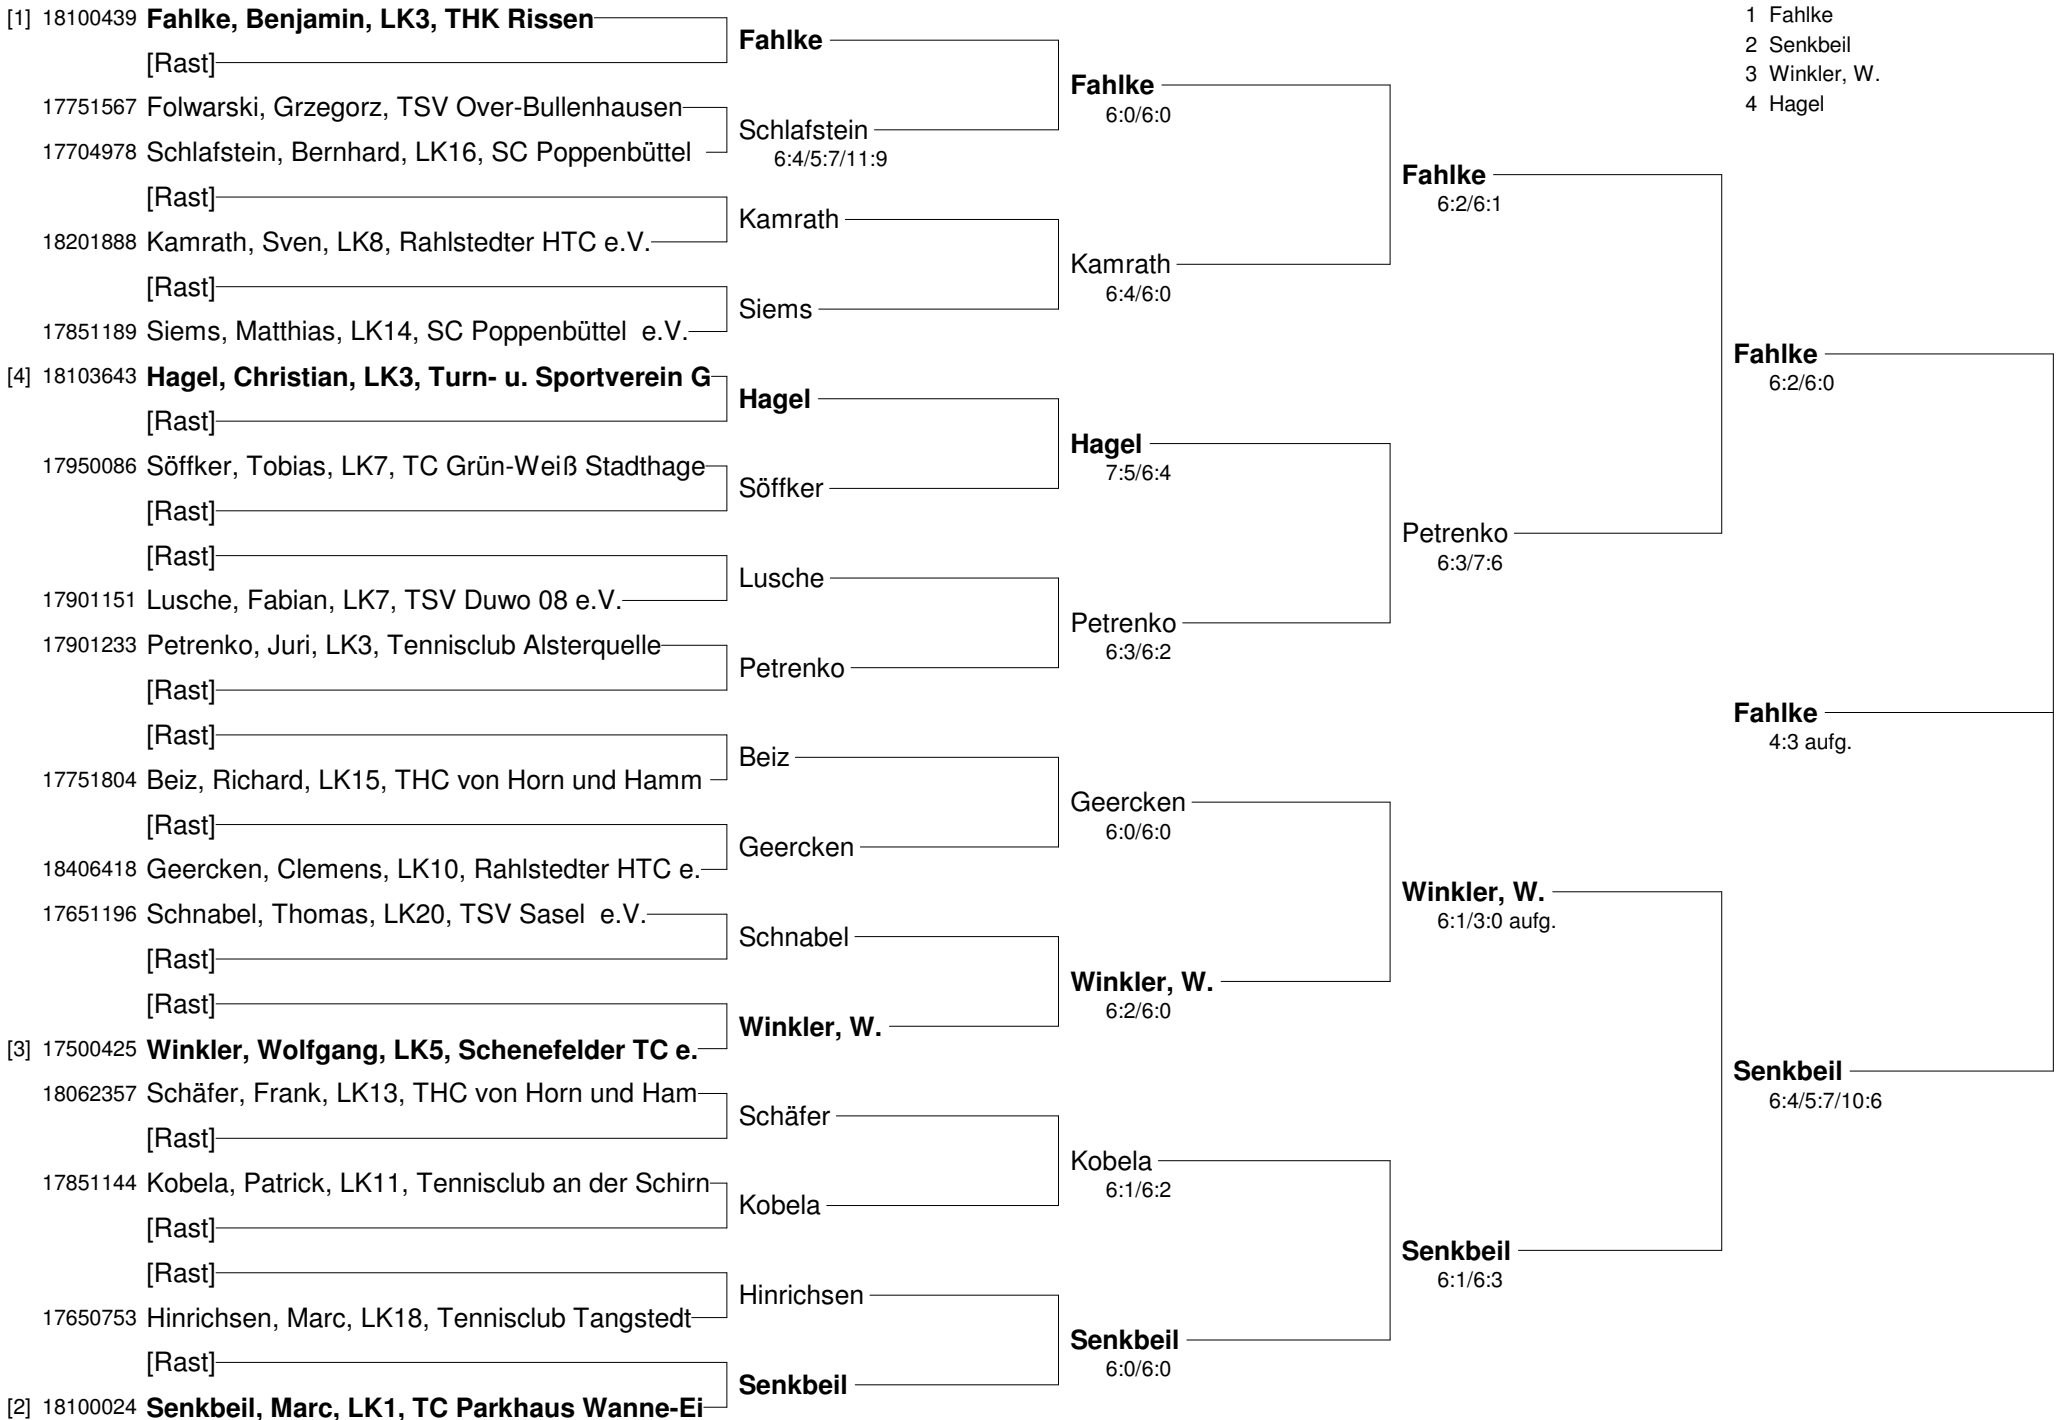 [1] 18100439 Fahlke, Benjamin, LK3, THK Rissen
[Rast]
17751567 Folwarski, Grzegorz, TSV Over-Bullenhausen
17704978 Schlafstein, Bernhard, LK16, SC Poppenbüttel
[Rast]
18201888 Kamrath, Sven, LK8, Rahlstedter HTC e.V.
[Rast]
17851189 Siems, Matthias, LK14, SC Poppenbüttel  e.V.
[4] 18103643 Hagel, Christian, LK3, Turn- u. Sportverein G
[Rast]
17950086 Söffker, Tobias, LK7, TC Grün-Weiß Stadthage
[Rast]
[Rast]
17901151 Lusche, Fabian, LK7, TSV Duwo 08 e.V.
17901233 Petrenko, Juri, LK3, Tennisclub Alsterquelle
[Rast]
[Rast]
17751804 Beiz, Richard, LK15, THC von Horn und Hamm
[Rast]
18406418 Geercken, Clemens, LK10, Rahlstedter HTC e.
17651196 Schnabel, Thomas, LK20, TSV Sasel  e.V.
[Rast]
[Rast]
[3] 17500425 Winkler, Wolfgang, LK5, Schenefelder TC e.
18062357 Schäfer, Frank, LK13, THC von Horn und Ham
[Rast]
17851144 Kobela, Patrick, LK11, Tennisclub an der Schirn
[Rast]
[Rast]
17650753 Hinrichsen, Marc, LK18, Tennisclub Tangstedt
[Rast]
[2] 18100024 Senkbeil, Marc, LK1, TC Parkhaus Wanne-Ei
Fahlke
Schlafstein
6:4/5:7/11:9
Kamrath
Siems
Hagel
Söffker
Lusche
Petrenko
Beiz
Geercken
Schnabel
Winkler, W.
Schäfer
Kobela
Hinrichsen
Senkbeil
Fahlke
6:0/6:0
Kamrath
6:4/6:0
Hagel
7:5/6:4
Petrenko
6:3/6:2
Geercken
6:0/6:0
Winkler, W.
6:2/6:0
Kobela
6:1/6:2
Senkbeil
6:0/6:0
Fahlke
6:2/6:1
Petrenko
6:3/7:6
Winkler, W.
6:1/3:0 aufg.
Senkbeil
6:1/6:3
1 Fahlke
2 Senkbeil
3 Winkler, W.
4 Hagel
Fahlke
6:2/6:0
Fahlke
4:3 aufg.
Senkbeil
6:4/5:7/10:6